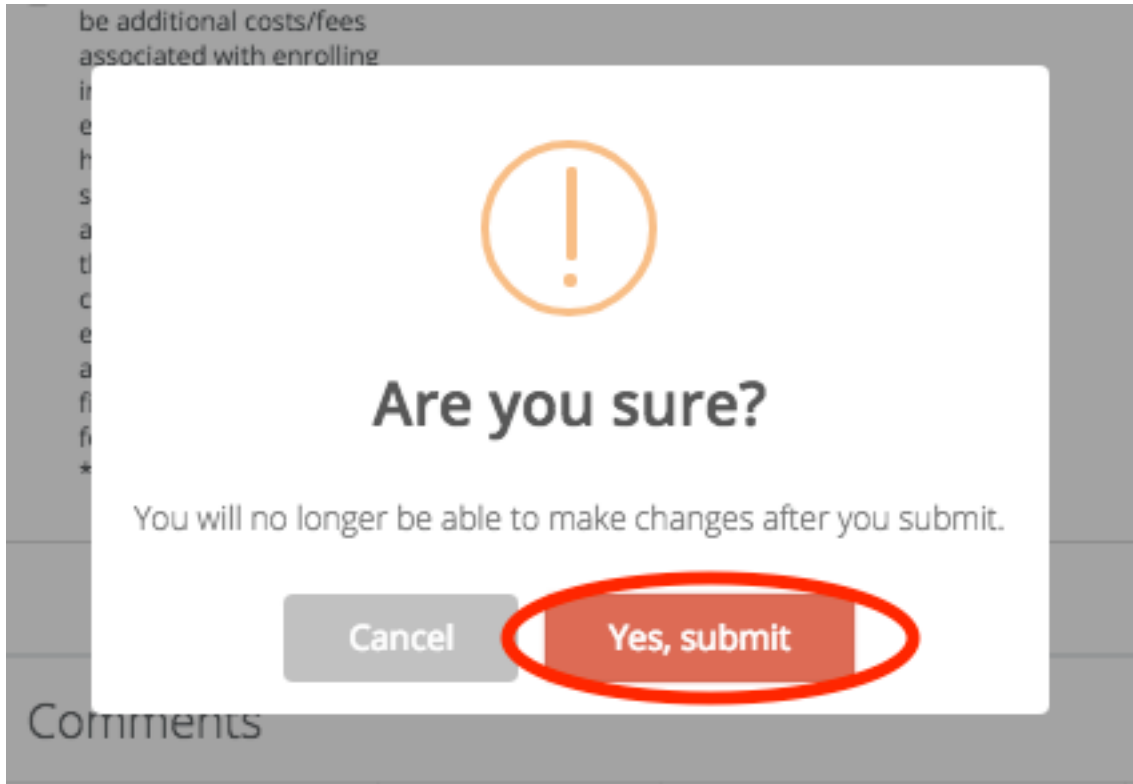 be additional costs/fees
associated with enrolling
Are you sure?
You will no longer be able to make changes after you submit.
Cancel
Yes, submit
Comments